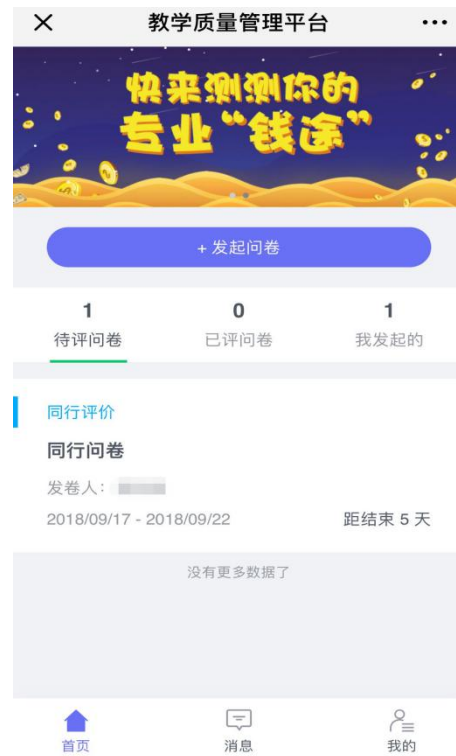 教学质量管理平台
快来测测你的
专业“钱途”
+ 发起问卷
1 0 1
待评问卷 已评问卷 我发起的
同行评价
同行问卷
发卷人：
2018/09/17 - 2018/09/22 距结束 5 天
没有更多数据了
首页 消息 我的